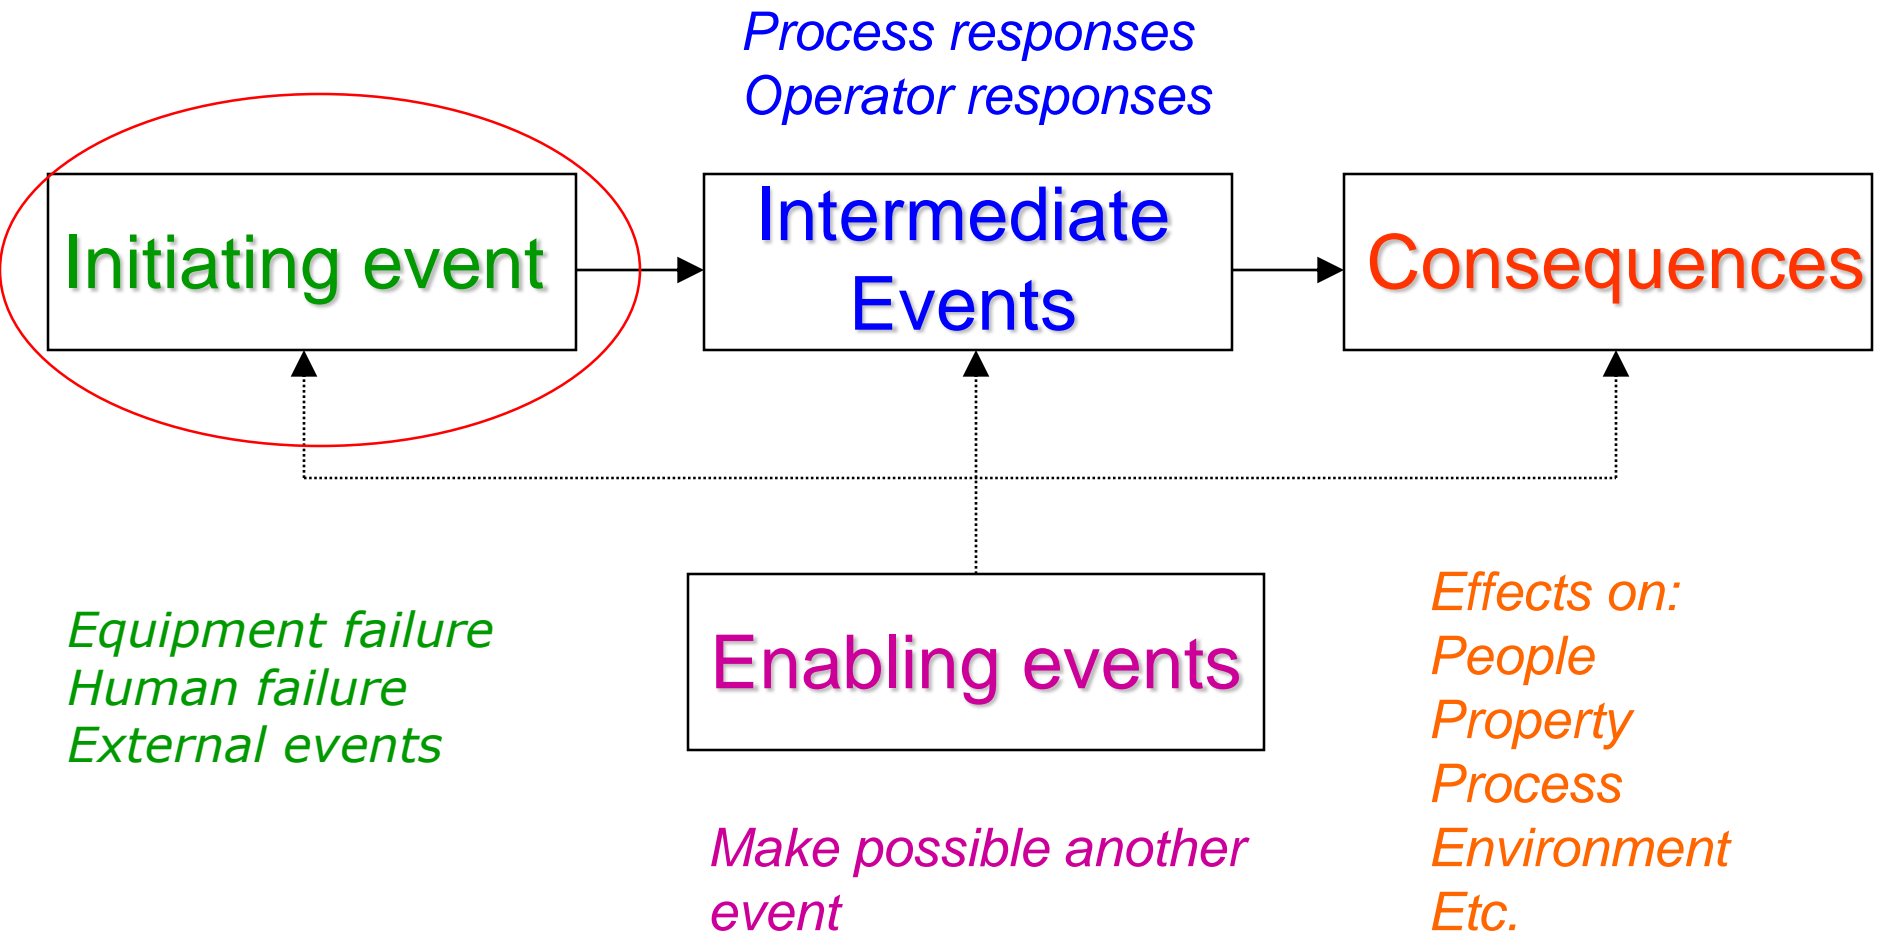 Process responses
Operator responses
Initiating event
Intermediate
Events
Consequences
Equipment failure
Human failure
External events
Enabling events
Make possible another
event
Effects on:
People
Property
Process
Environment
Etc.